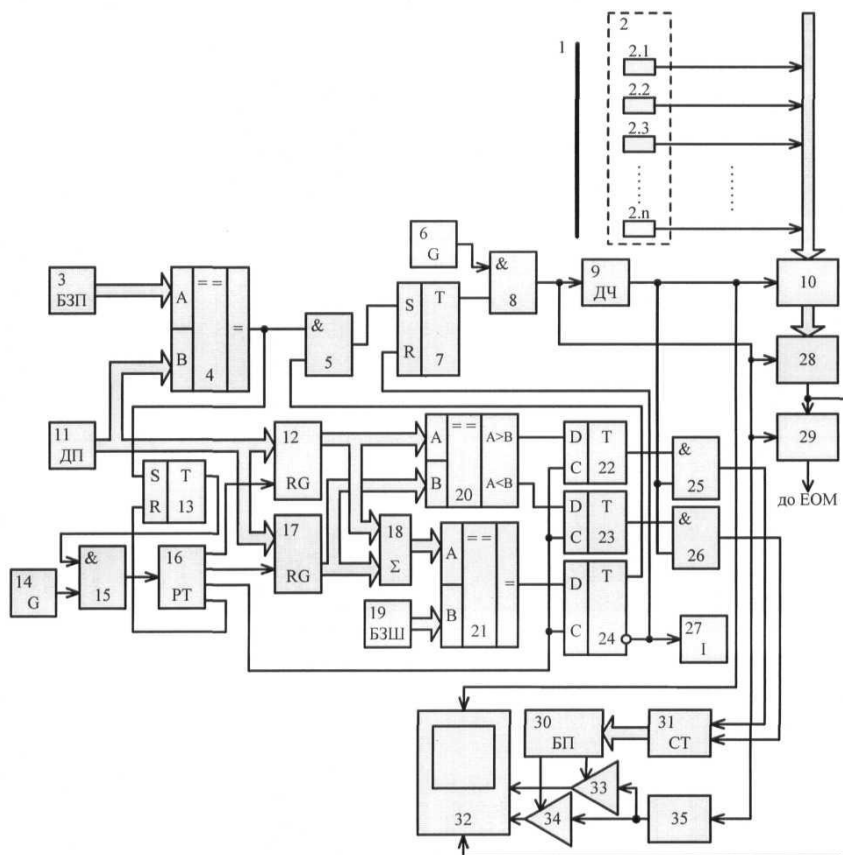 1
2
2.1
2.2
2.3
2.n
6
G
&
8
9
ДЧ
10
3
БЗП
A
B
= =
=
4
&
5
S
R
T
7
28
29
до ЕОМ
11
ДП
12
RG
17
RG
18
Σ
A
B
= =
A>B
A<B
20
D
C
T
22
D
C
T
23
&
25
&
26
S
R
T
13
14
G
&
15
16
РТ
19
БЗШ
A
B
= =
=
21
D
C
T
24
27
I
30
БП
31
СТ
32
33
34
35